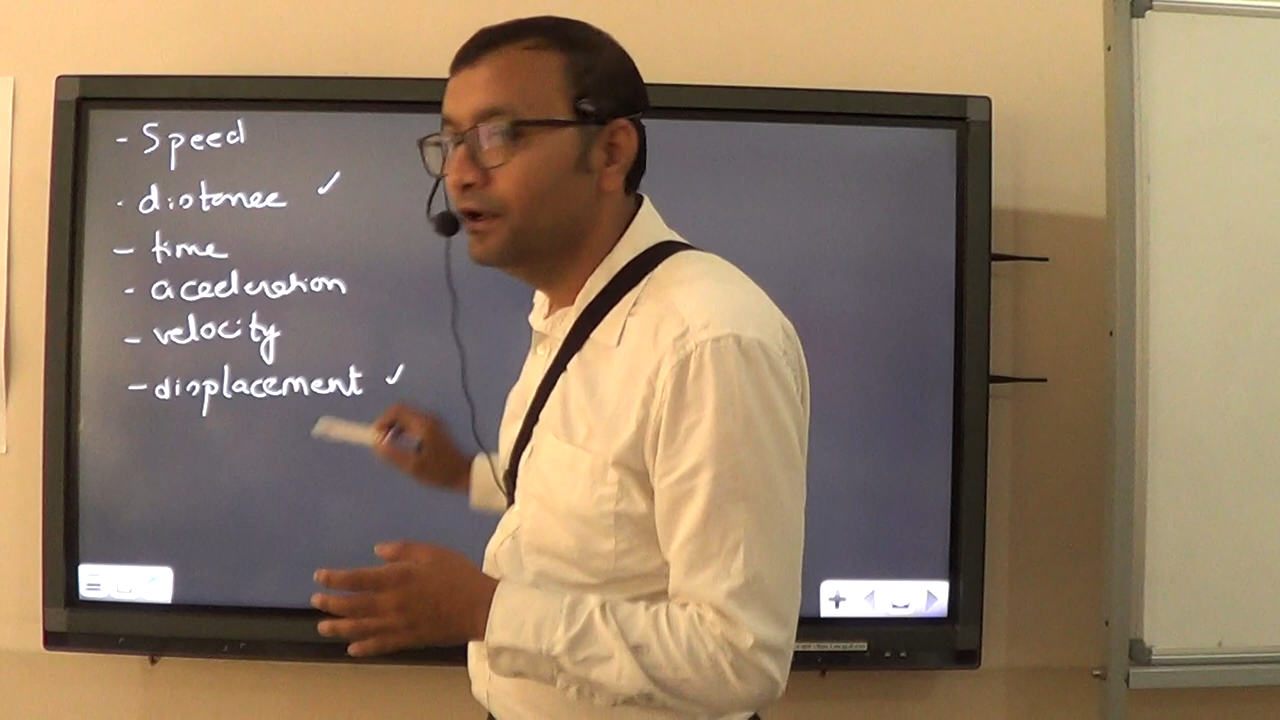 - Speed
- distance ✓
- time
- acceleration
- velocity
- displacement ✓